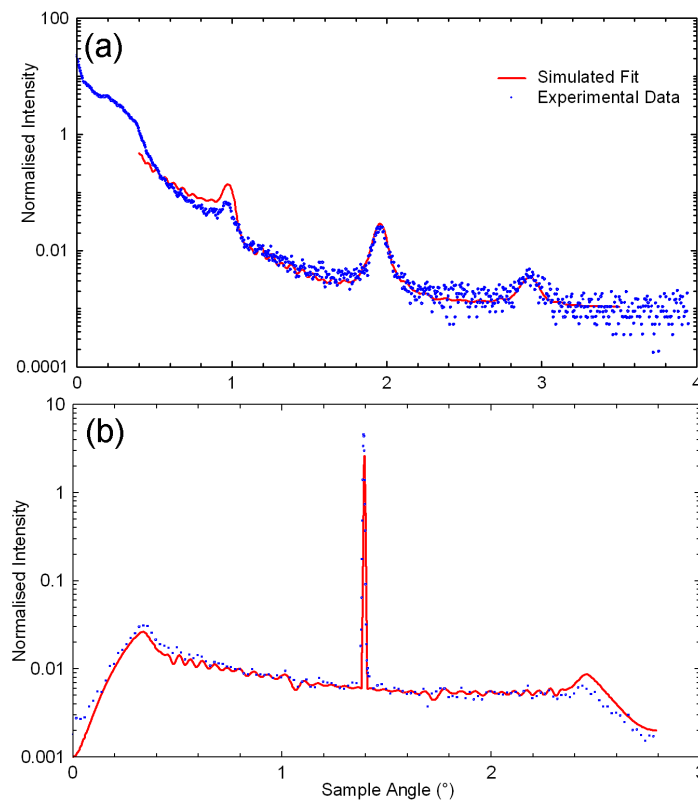 (a)
100
1
0.01
0.0001
Normalised Intensity
Simulated Fit
Experimental Data
0 1 2 3 4
(b)
10
1
0.1
0.01
0.001
Normalised Intensity
0 1 2 3
Sample Angle (°)